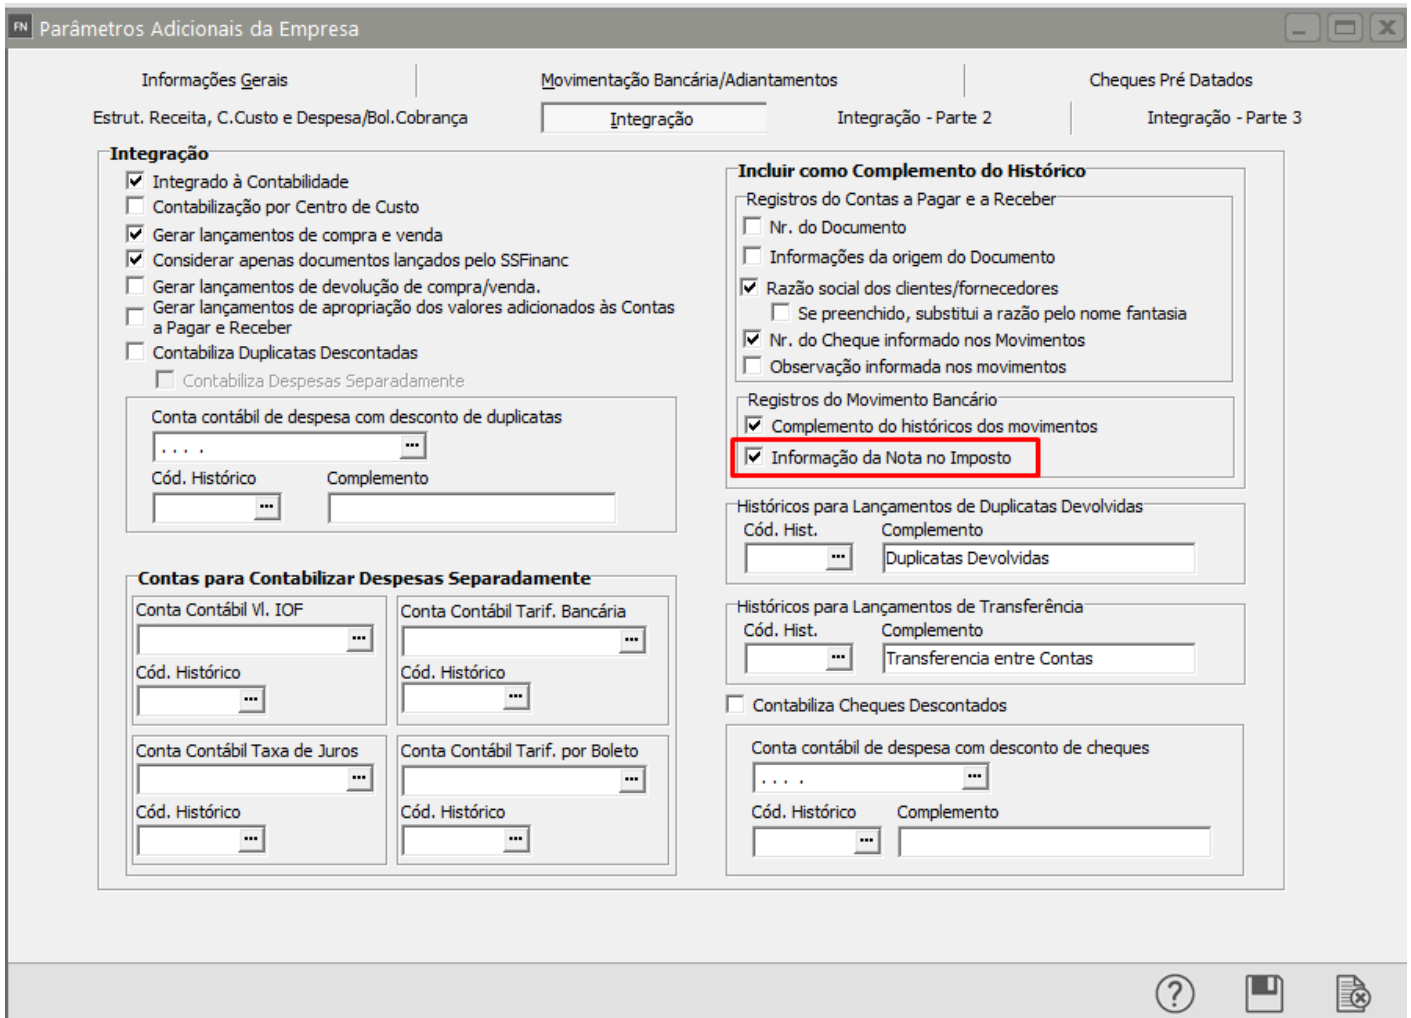 FN Parâmetros Adicionais da Empresa
Informações Gerais
Movimentação Bancária/Adiantamentos
Cheques Pré Datados
Estrut. Receita, C.Custo e Despesa/Bol.Cobrança
Integração
Integração - Parte 2
Integração - Parte 3
Integração
Integrado à Contabilidade
Contabilização por Centro de Custo
Gerar lançamentos de compra e venda
Considerar apenas documentos lançados pelo SSFinanc
Gerar lançamentos de devolução de compra/venda.
Gerar lançamentos de apropriação dos valores adicionados às Contas
a Pagar e Receber
Contabiliza Duplicatas Descontadas
Contabiliza Despesas Separadamente
Conta contábil de despesa com desconto de duplicatas
. . . .
...
Cód. Histórico
Complemento
...
Contas para Contabilizar Despesas Separadamente
Conta Contábil Vl. IOF
...
Cód. Histórico
...
Conta Contábil Tarif. Bancária
...
Cód. Histórico
...
Conta Contábil Taxa de Juros
...
Cód. Histórico
...
Conta Contábil Tarif. por Boleto
...
Cód. Histórico
...
Incluir como Complemento do Histórico
Registros do Contas a Pagar e a Receber
Nr. do Documento
Informações da origem do Documento
Razão social dos clientes/fornecedores
Se preenchido, substitui a razão pelo nome fantasia
Nr. do Cheque informado nos Movimentos
Observação informada nos movimentos
Registros do Movimento Bancário
Complemento do históricos dos movimentos
Informação da Nota no Imposto
Históricos para Lançamentos de Duplicatas Devolvidas
Cód. Hist.
Complemento
...
Duplicatas Devolvidas
Históricos para Lançamentos de Transferência
Cód. Hist.
Complemento
...
Transferencia entre Contas
Contabiliza Cheques Descontados
Conta contábil de despesa com desconto de cheques
. . . .
...
Cód. Histórico
Complemento
...
?